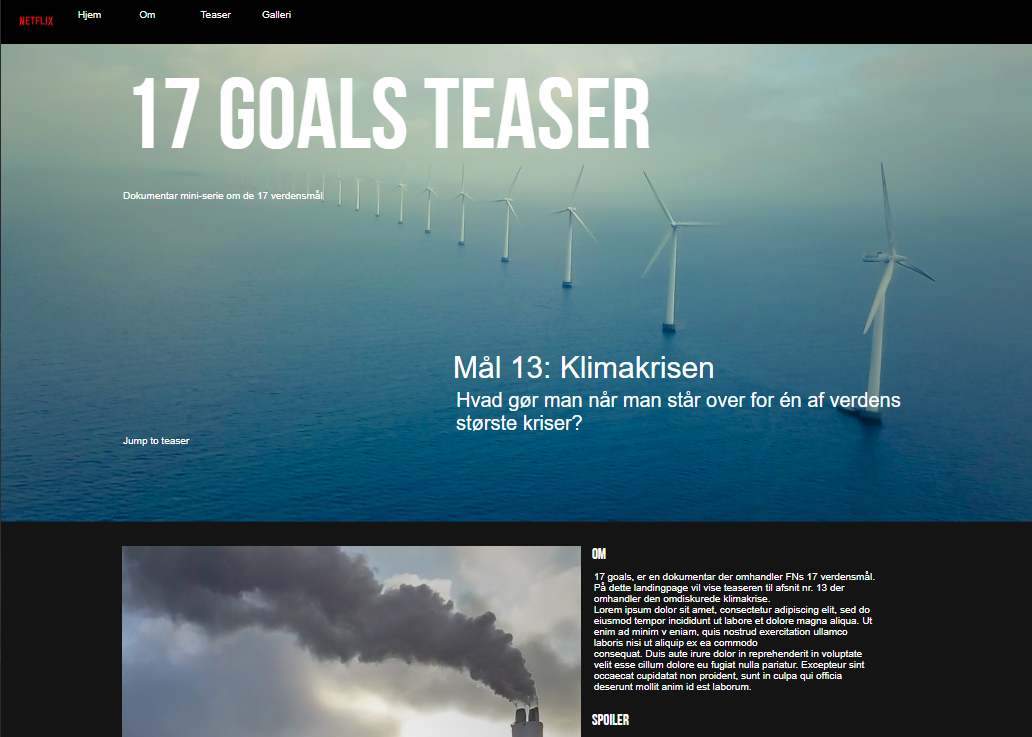 NETFLIX Hjem Om Teaser Galleri
17 GOALS TEASER
Dokumentar mini-serie om de 17 verdensmål
Mål 13: Klimakrisen
Hvad gør man når man står over for én af verdens
største kriser?
Jump to teaser
OM
17 goals, er en dokumentar der omhandler FNs 17 verdensmål.
På dette landingpage vil vise teaseren til afsnit nr. 13 der
omhandler den omdiskurede klimakrise.
Lorem ipsum dolor sit amet, consectetur adipiscing elit, sed do
eiusmod tempor incididunt ut labore et dolore magna aliqua. Ut
enim ad minim v eniam, quis nostrud exercitation ullamco
laboris nisi ut aliquip ex ea commodo
consequat. Duis aute irure dolor in reprehenderit in voluptate
velit esse cillum dolore eu fugiat nulla pariatur. Excepteur sint
occaecat cupidatat non proident, sunt in culpa qui officia
deserunt mollit anim id est laborum.
SPOILER